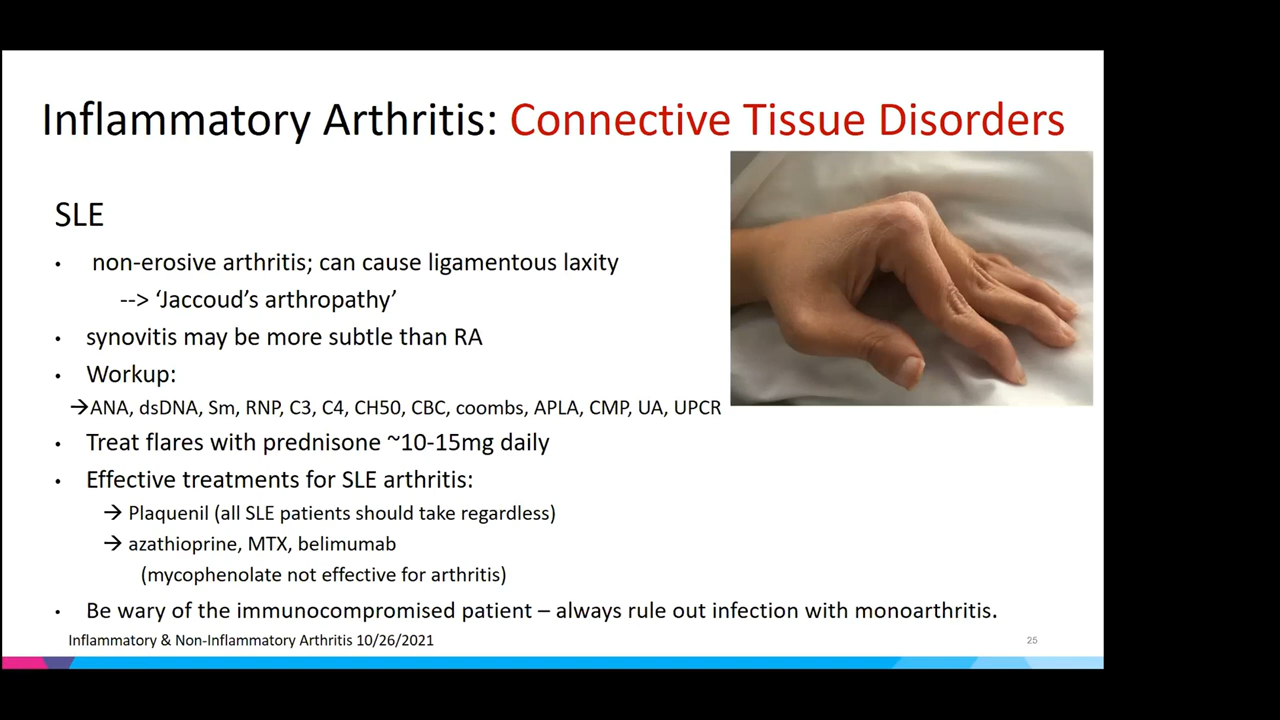 Inflammatory Arthritis: Connective Tissue Disorders
SLE
• non-erosive arthritis; can cause ligamentous laxity
--> ‘Jaccoud’s arthropathy’
• synovitis may be more subtle than RA
• Workup:
→ANA, dsDNA, Sm, RNP, C3, C4, CH50, CBC, coombs, APLA, CMP, UA, UPCR
• Treat flares with prednisone ~10-15mg daily
• Effective treatments for SLE arthritis:
→ Plaquenil (all SLE patients should take regardless)
→ azathioprine, MTX, belimumab
(mycophenolate not effective for arthritis)
• Be wary of the immunocompromised patient – always rule out infection with monoarthritis.
Inflammatory & Non-Inflammatory Arthritis 10/26/2021
25